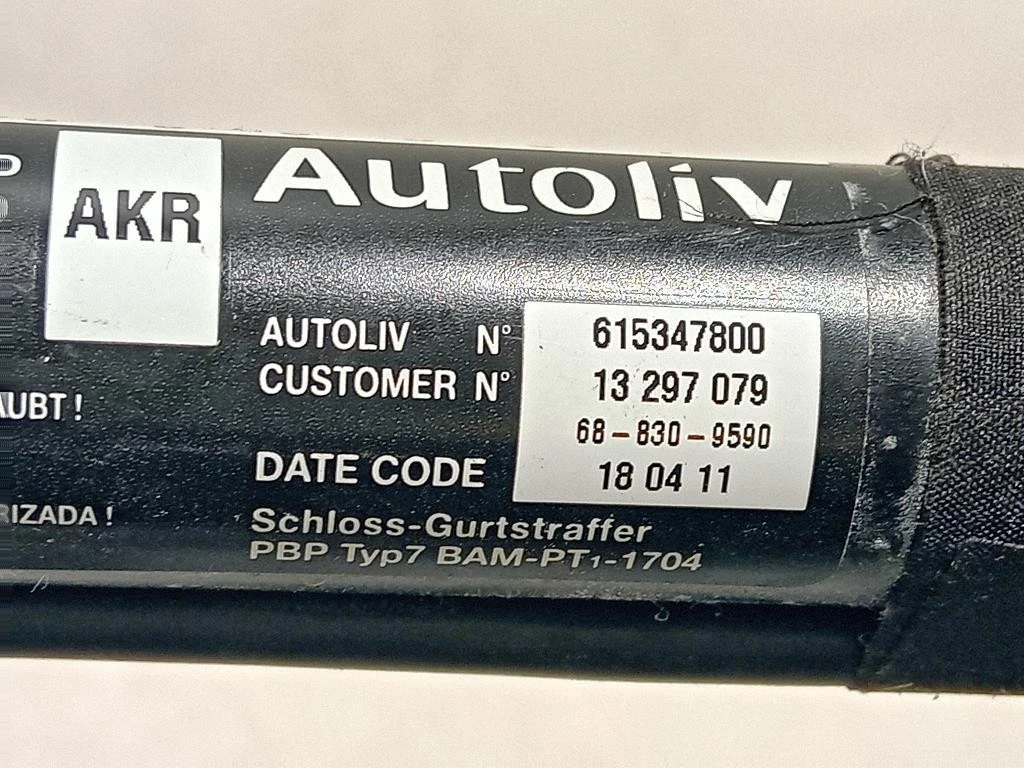 AKR
Autoliv
AUTOLIV N° 615347800
CUSTOMER N° 13 297 079
68-830-9590
DATE CODE 18 04 11
AUBT !
RIZADA !
Schloss-Gurtstraffer
PBP Typ7 BAM-PT1-1704